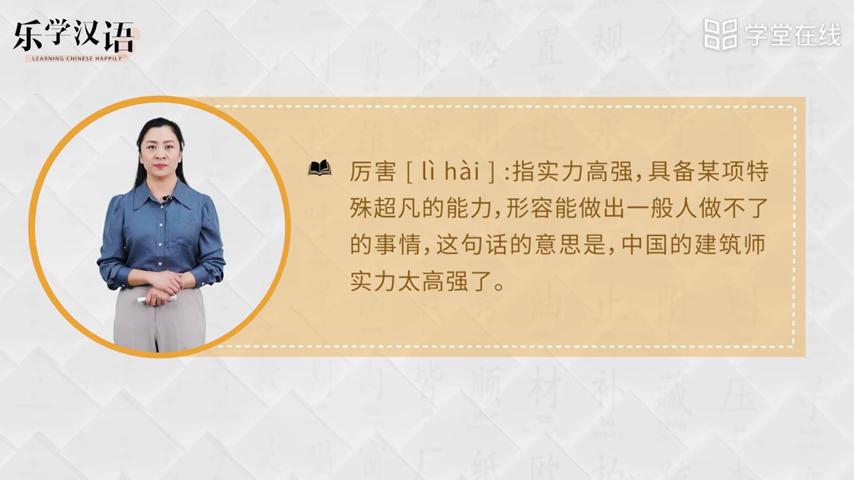 乐学汉语
LEARNING CHINESE HAPPILY
学堂在线
厉害 [ lì hài ] :指实力高强，具备某项特
殊超凡的能力，形容能做出一般人做不了
的事情，这句话的意思是，中国的建筑师
实力太高强了。